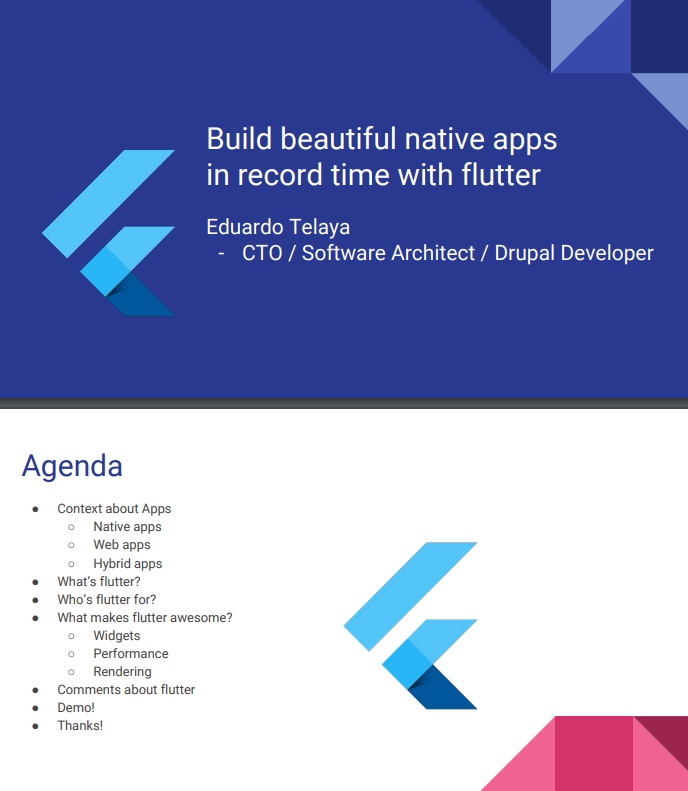 Build beautiful native apps
in record time with flutter
Eduardo Telaya
- CTO / Software Architect / Drupal Developer
Agenda
● Context about Apps
○ Native apps
○ Web apps
○ Hybrid apps
● What’s flutter?
● Who’s flutter for?
● What makes flutter awesome?
○ Widgets
○ Performance
○ Rendering
● Comments about flutter
● Demo!
● Thanks!